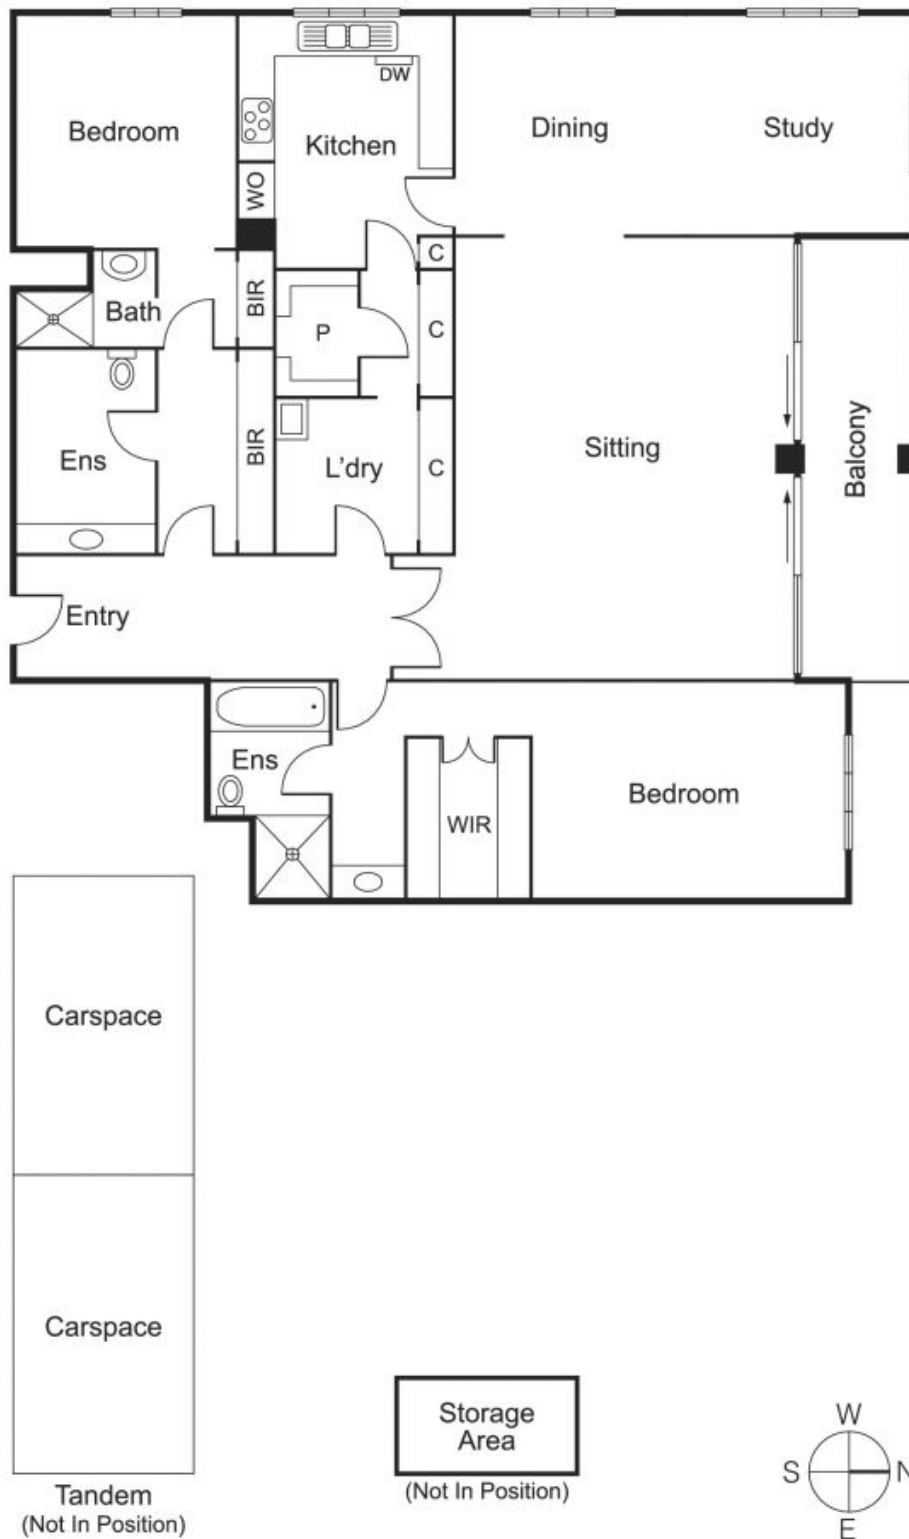 DW
Bedroom
Kitchen
Dining
Study
WO
C
Bath
BIR
P
C
Ens
BIR
L'dry
C
Sitting
Balcony
Entry
Ens
WIR
Bedroom
Carspace
Carspace
Tandem
(Not In Position)
Storage
Area
(Not In Position)
W
S
N
E